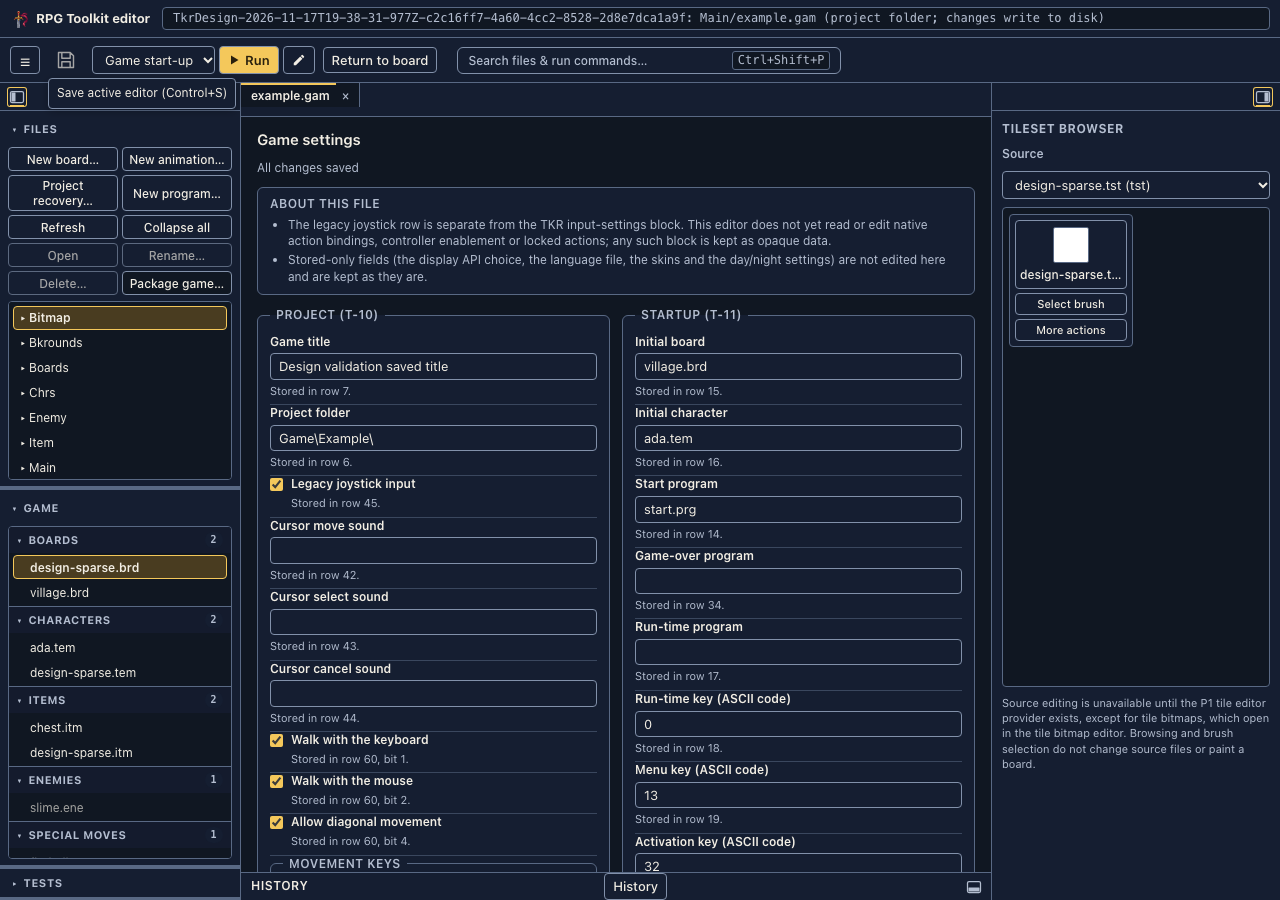 RPG Toolkit editor
TkrDesign-2026-11-17T19-38-31-977Z-c2c16ff7-4a60-4cc2-8528-2d8e7dca1a9f: Main/example.gam (project folder; changes write to disk)
Game start-up
Run
Return to board
Search files & run commands...
Ctrl+Shift+P
Save active editor (Control+S)
FILES
New board...
New animation...
Project recovery...
New program...
Refresh
Collapse all
Open
Rename...
Delete...
Package game...
Bitmap
Bkrounds
Boards
Chrs
Enemy
Item
Main
GAME
BOARDS 2
design-sparse.brd
village.brd
CHARACTERS 2
ada.tem
design-sparse.tem
ITEMS 2
chest.itm
design-sparse.itm
ENEMIES 1
slime.ene
SPECIAL MOVES 1
TESTS
example.gam ×
Game settings
All changes saved
ABOUT THIS FILE
• The legacy joystick row is separate from the TKR input-settings block. This editor does not yet read or edit native
action bindings, controller enablement or locked actions; any such block is kept as opaque data.
• Stored-only fields (the display API choice, the language file, the skins and the day/night settings) are not edited here
and are kept as they are.
PROJECT (T-10)
Game title
Design validation saved title
Stored in row 7.
Project folder
Game\Example\
Stored in row 6.
Legacy joystick input
Stored in row 45.
Cursor move sound
Stored in row 42.
Cursor select sound
Stored in row 43.
Cursor cancel sound
Stored in row 44.
Walk with the keyboard
Stored in row 60, bit 1.
Walk with the mouse
Stored in row 60, bit 2.
Allow diagonal movement
Stored in row 60, bit 4.
MOVEMENT KEYS
STARTUP (T-11)
Initial board
village.brd
Stored in row 15.
Initial character
ada.tem
Stored in row 16.
Start program
start.prg
Stored in row 14.
Game-over program
Stored in row 34.
Run-time program
Stored in row 17.
Run-time key (ASCII code)
0
Stored in row 18.
Menu key (ASCII code)
13
Stored in row 19.
Activation key (ASCII code)
32
HISTORY
History
TILESET BROWSER
Source
design-sparse.tst (tst)
design-sparse.t...
Select brush
More actions
Source editing is unavailable until the P1 tile editor
provider exists, except for tile bitmaps, which open
in the tile bitmap editor. Browsing and brush
selection do not change source files or paint a
board.